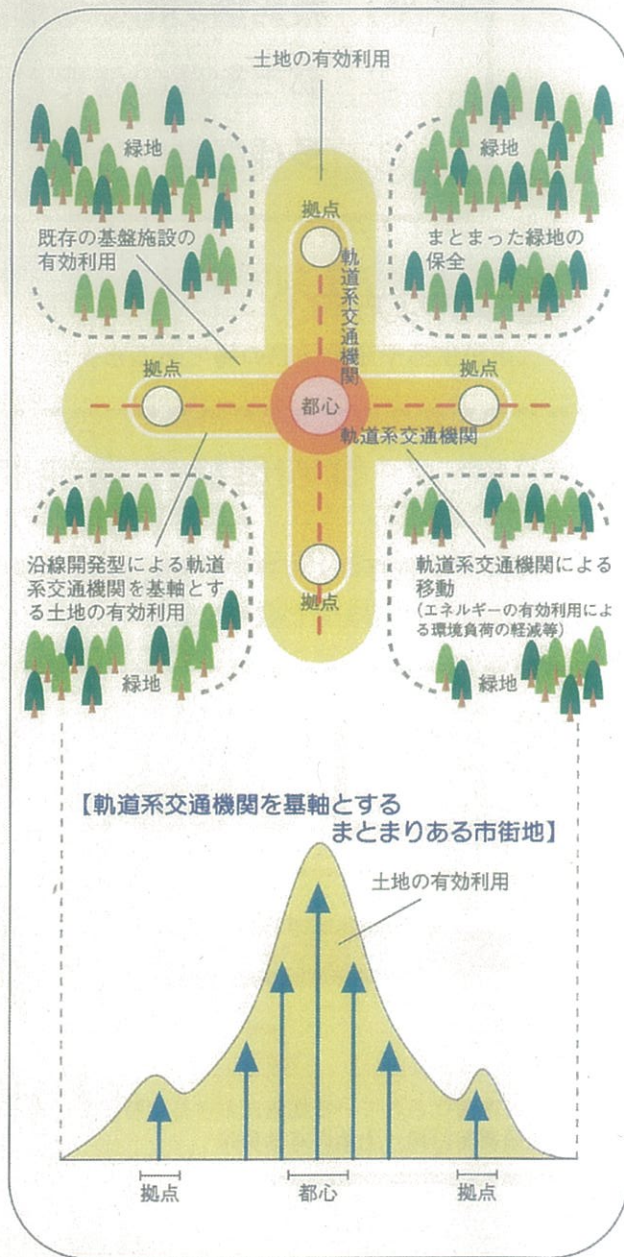 土地の有効利用
緑地
緑地
拠点
既存の基盤施設の
有効利用
軌道系交通機関
まとまった緑地の
保全
拠点
拠点
都心
軌道系交通機関
沿線開発型による軌道
系交通機関を基軸とす
る土地の有効利用
軌道系交通機関による
移動
(エネルギーの有効利用によ
る環境負荷の軽減等)
拠点
緑地
緑地
【軌道系交通機関を基軸とする
まとまりある市街地】
土地の有効利用
拠点
都心
拠点